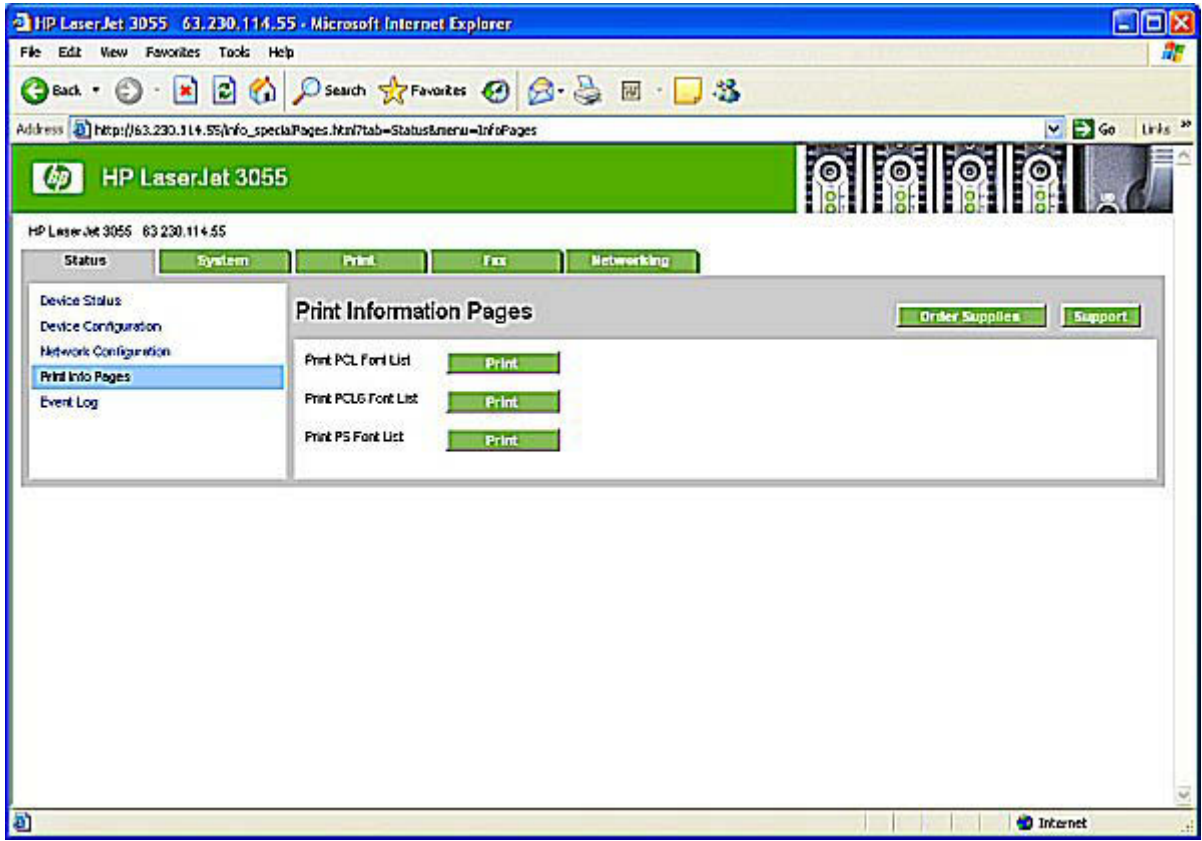 HP LaserJet 3055 63.230.114.55 - Microsoft Internet Explorer
File Edit View Favorites Tools Help
Back Search Favorites
Address http://63.230.114.55/info_specialPages.html?tab=Status&menu=InfoPages Go Links »
hp HP LaserJet 3055
HP LaserJet 3055 63.230.114.55
Status System Print Fax Networking
Device Status
Device Configuration
Network Configuration
Print Info Pages
Event Log
Print Information Pages Order Supplies Support
Print PCL Font List Print
Print PCL6 Font List Print
Print PS Font List Print
Internet